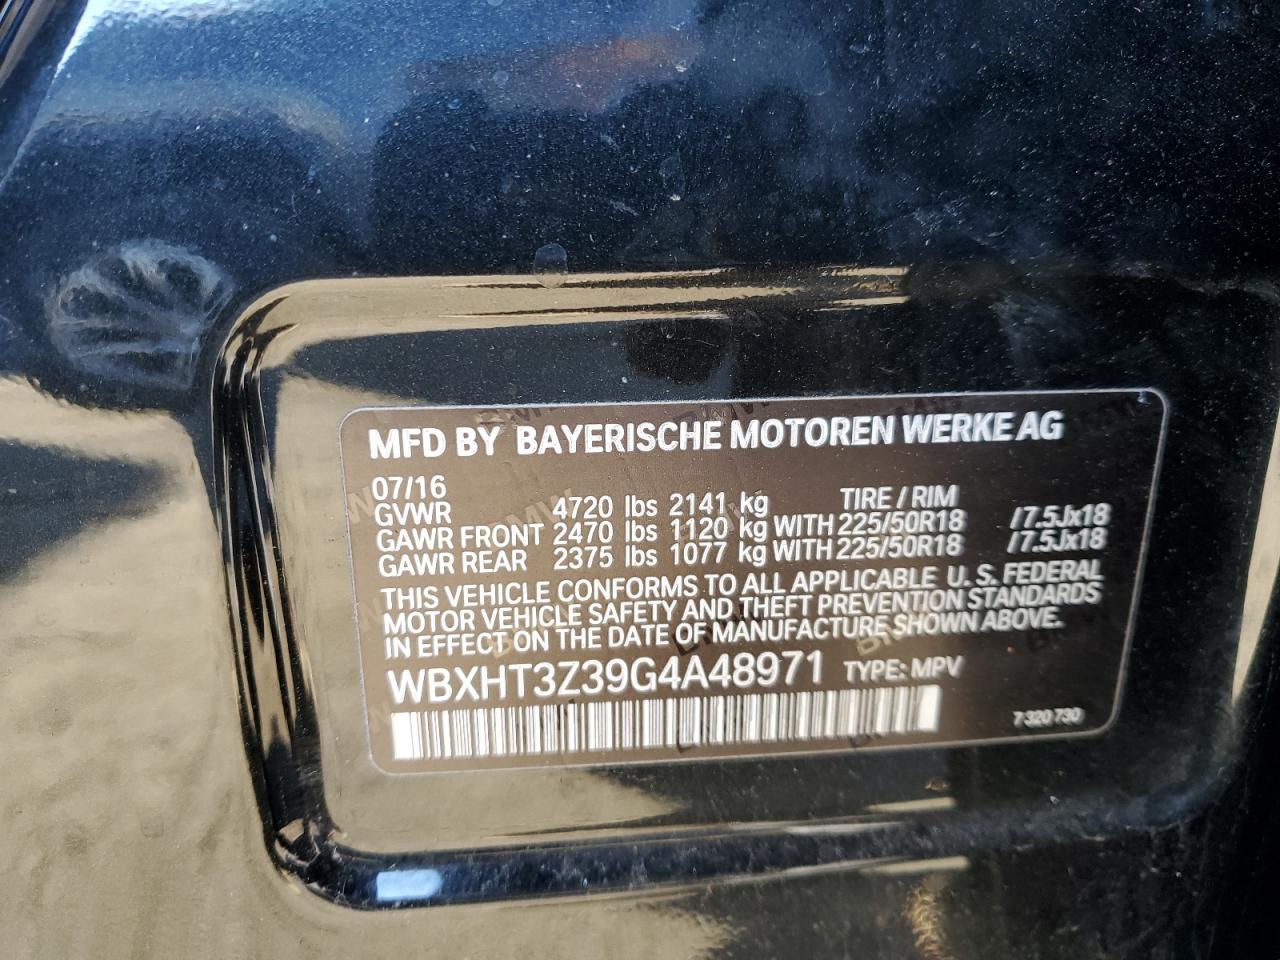 MFD BY BAYERISCHE MOTOREN WERKE AG
07/16 TIRE / RIM
GVWR 4720 lbs 2141 kg
GAWR FRONT 2470 lbs 1120 kg WITH 225/50R18 /7.5Jx18
GAWR REAR 2375 lbs 1077 kg WITH 225/50R18 /7.5Jx18
THIS VEHICLE CONFORMS TO ALL APPLICABLE U. S. FEDERAL
MOTOR VEHICLE SAFETY AND THEFT PREVENTION STANDARDS
IN EFFECT ON THE DATE OF MANUFACTURE SHOWN ABOVE.
WBXHT3Z39G4A48971 TYPE: MPV
7 320 730